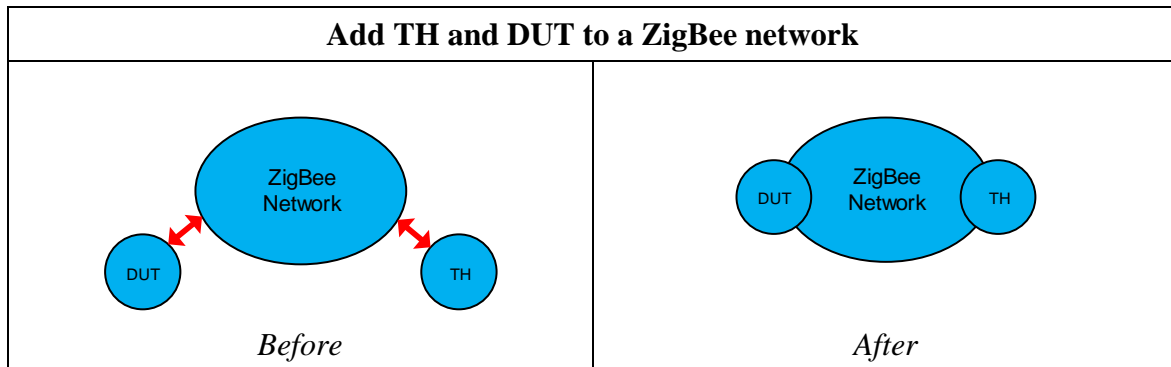 Add TH and DUT to a ZigBee network
ZigBee
Network
DUT
TH
Before
ZigBee
Network
DUT
TH
After